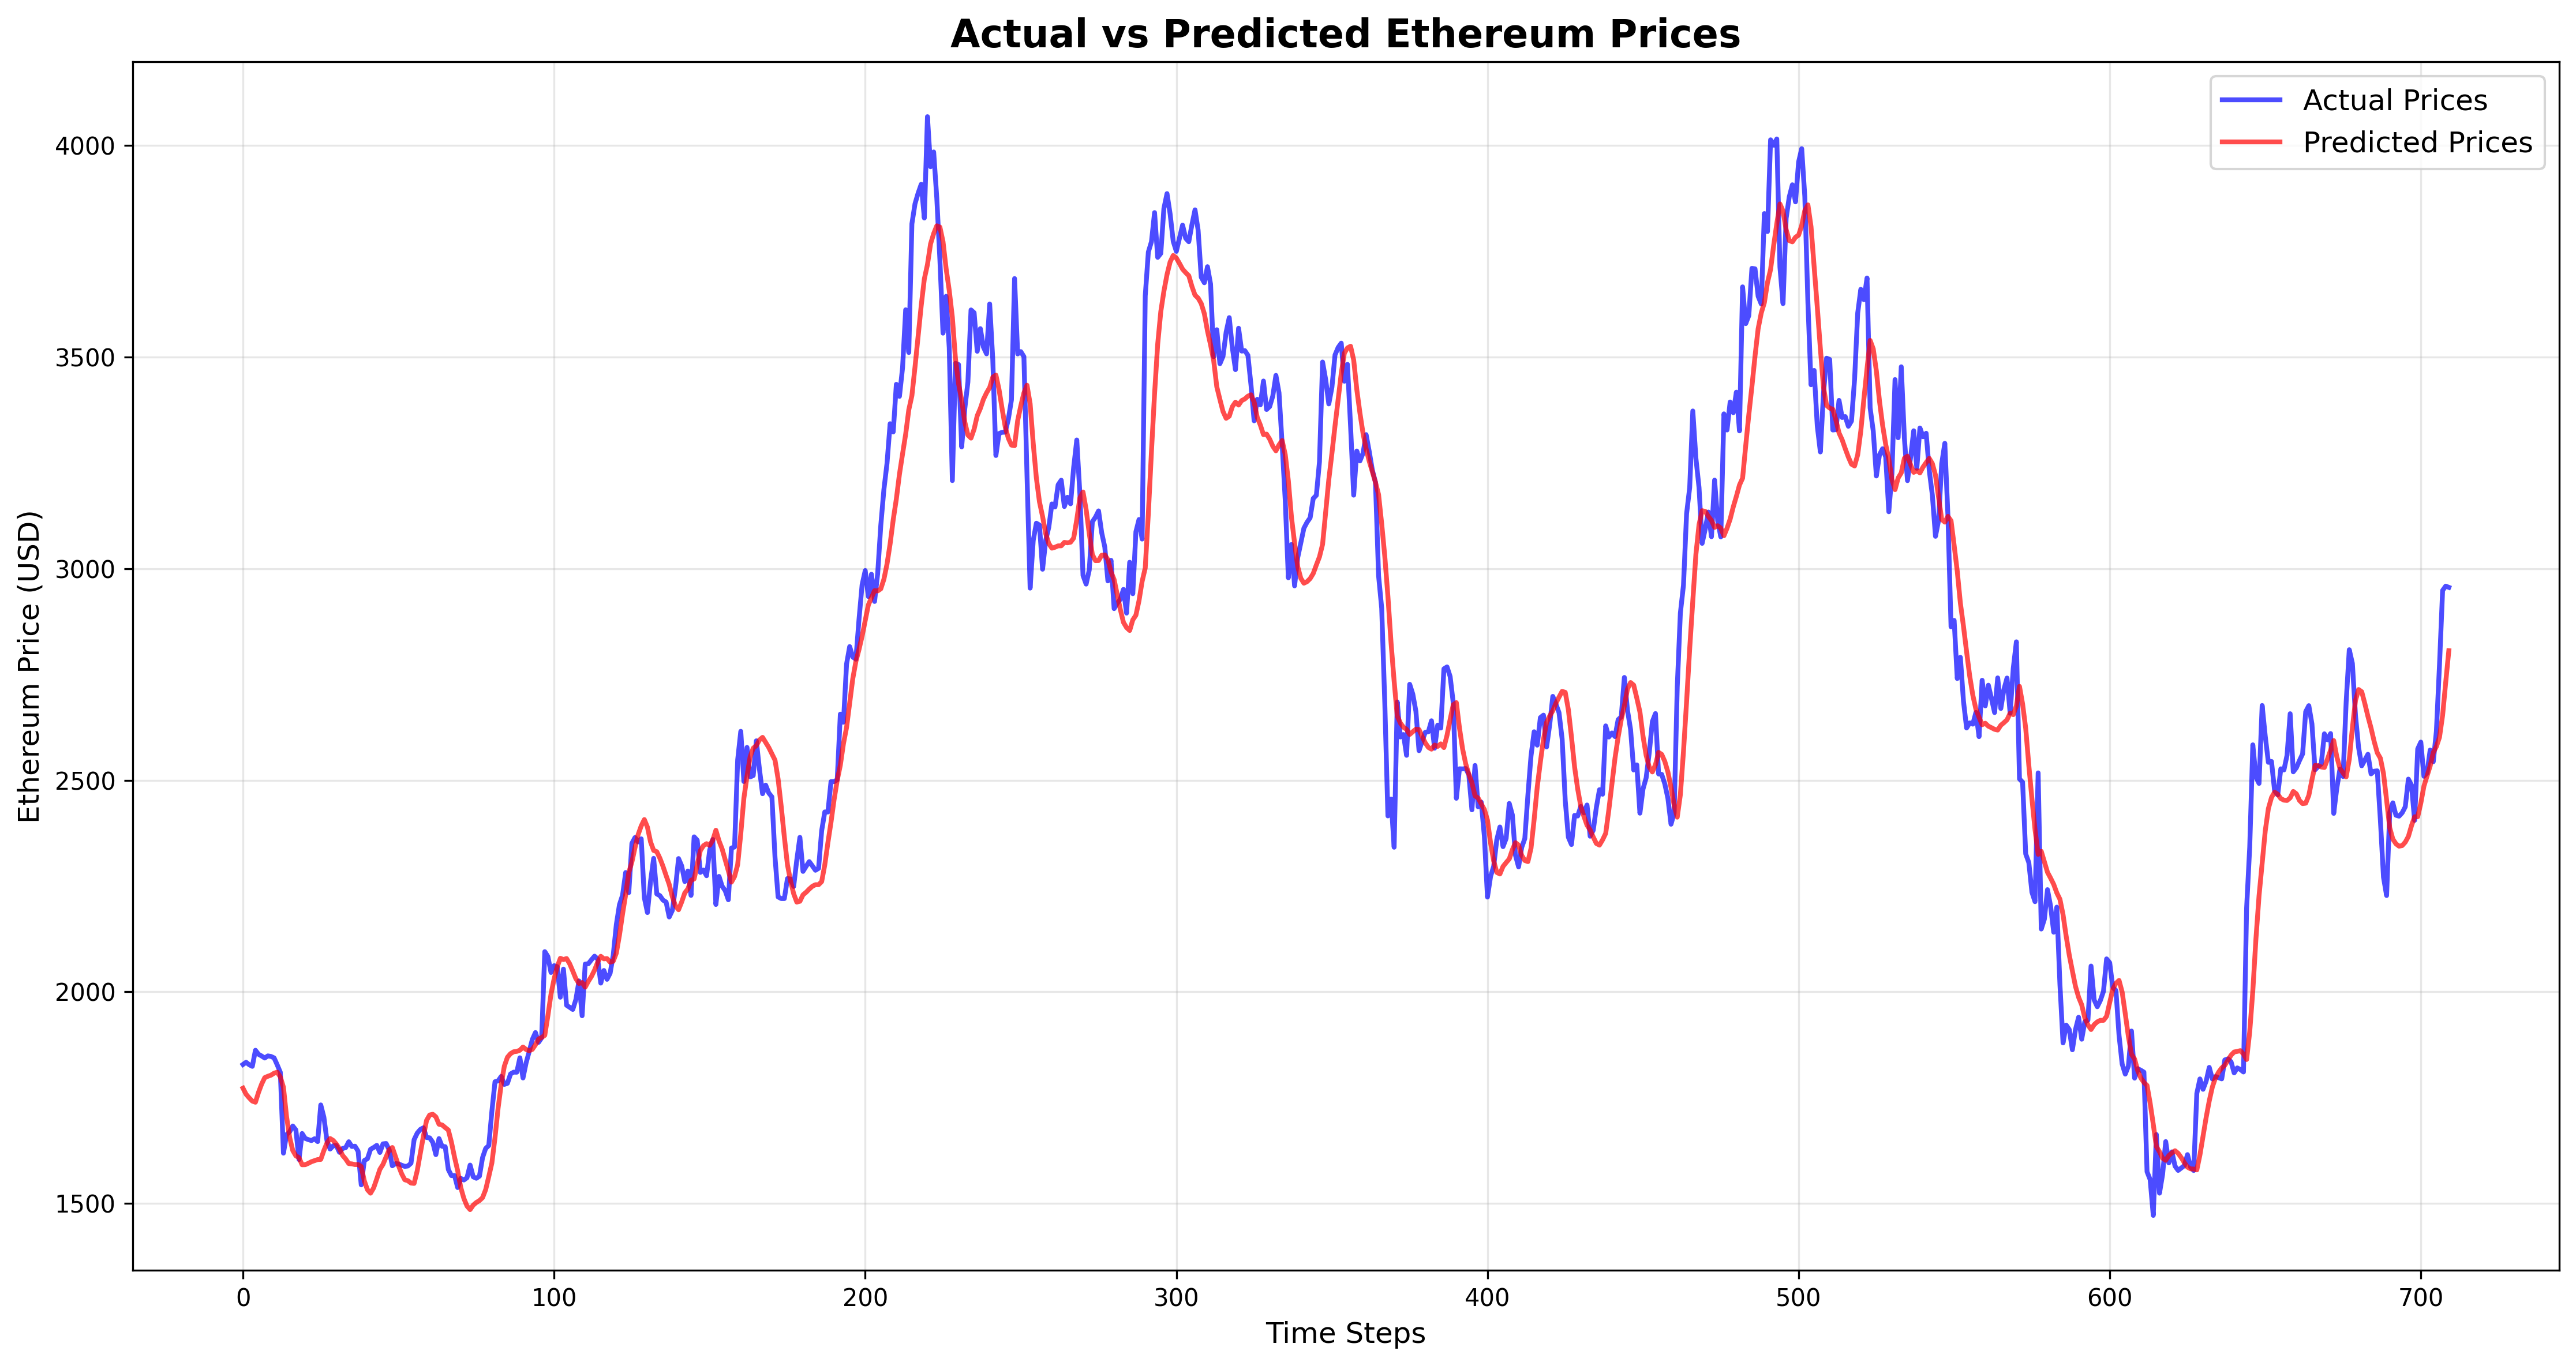 Actual vs Predicted Ethereum Prices
Actual Prices
Predicted Prices
Ethereum Price (USD)
4000
3500
3000
2500
2000
1500
0 100 200 300 400 500 600 700
Time Steps